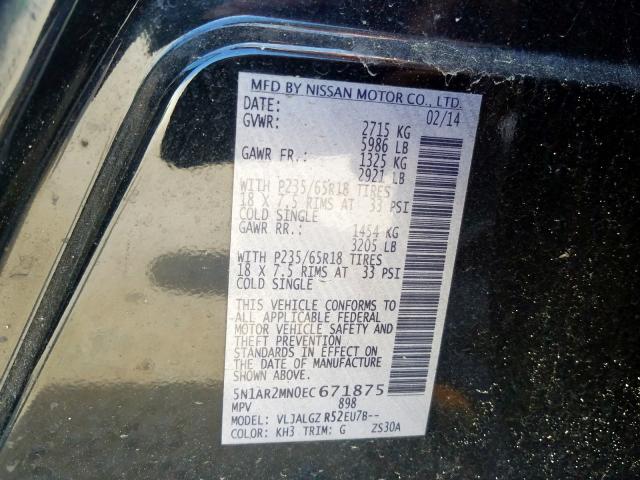 MFD BY NISSAN MOTOR CO., LTD.
DATE: 02/14
GVWR: 2715 KG
5986 LB
GAWR FR.: 1325 KG
2921 LB
WITH P235/65R18 TIRES
18 X 7.5 RIMS AT 33 PSI
COLD SINGLE
GAWR RR.: 1454 KG
3205 LB
WITH P235/65R18 TIRES
18 X 7.5 RIMS AT 33 PSI
COLD SINGLE
THIS VEHICLE CONFORMS TO
ALL APPLICABLE FEDERAL
MOTOR VEHICLE SAFETY AND
THEFT PREVENTION
STANDARDS IN EFFECT ON
THE DATE OF MANUFACTURE
SHOWN ABOVE.
5N1AR2MN0EC671875
MPV 898
MODEL: VLJALGZ R52EU7B--
COLOR: KH3 TRIM: G ZS30A